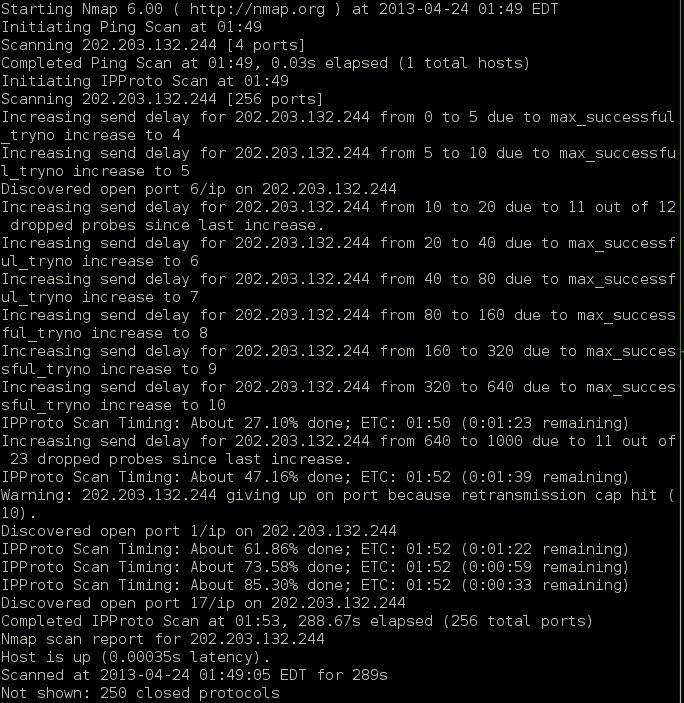 Starting Nmap 6.00 ( http://nmap.org ) at 2013-04-24 01:49 EDT
Initiating Ping Scan at 01:49
Scanning 202.203.132.244 [4 ports]
Completed Ping Scan at 01:49, 0.03s elapsed (1 total hosts)
Initiating IPProto Scan at 01:49
Scanning 202.203.132.244 [256 ports]
Increasing send delay for 202.203.132.244 from 0 to 5 due to max_successful
_tryno increase to 4
Increasing send delay for 202.203.132.244 from 5 to 10 due to max_successfu
l_tryno increase to 5
Discovered open port 6/ip on 202.203.132.244
Increasing send delay for 202.203.132.244 from 10 to 20 due to 11 out of 12
 dropped probes since last increase.
Increasing send delay for 202.203.132.244 from 20 to 40 due to max_successf
ul_tryno increase to 6
Increasing send delay for 202.203.132.244 from 40 to 80 due to max_successf
ul_tryno increase to 7
Increasing send delay for 202.203.132.244 from 80 to 160 due to max_success
ful_tryno increase to 8
Increasing send delay for 202.203.132.244 from 160 to 320 due to max_succes
sful_tryno increase to 9
Increasing send delay for 202.203.132.244 from 320 to 640 due to max_succes
sful_tryno increase to 10
IPProto Scan Timing: About 27.10% done; ETC: 01:50 (0:01:23 remaining)
Increasing send delay for 202.203.132.244 from 640 to 1000 due to 11 out of
 23 dropped probes since last increase.
IPProto Scan Timing: About 47.16% done; ETC: 01:52 (0:01:39 remaining)
Warning: 202.203.132.244 giving up on port because retransmission cap hit (
10).
Discovered open port 1/ip on 202.203.132.244
IPProto Scan Timing: About 61.86% done; ETC: 01:52 (0:01:22 remaining)
IPProto Scan Timing: About 73.58% done; ETC: 01:52 (0:00:59 remaining)
IPProto Scan Timing: About 85.30% done; ETC: 01:52 (0:00:33 remaining)
Discovered open port 17/ip on 202.203.132.244
Completed IPProto Scan at 01:53, 288.67s elapsed (256 total ports)
Nmap scan report for 202.203.132.244
Host is up (0.00035s latency).
Scanned at 2013-04-24 01:49:05 EDT for 289s
Not shown: 250 closed protocols